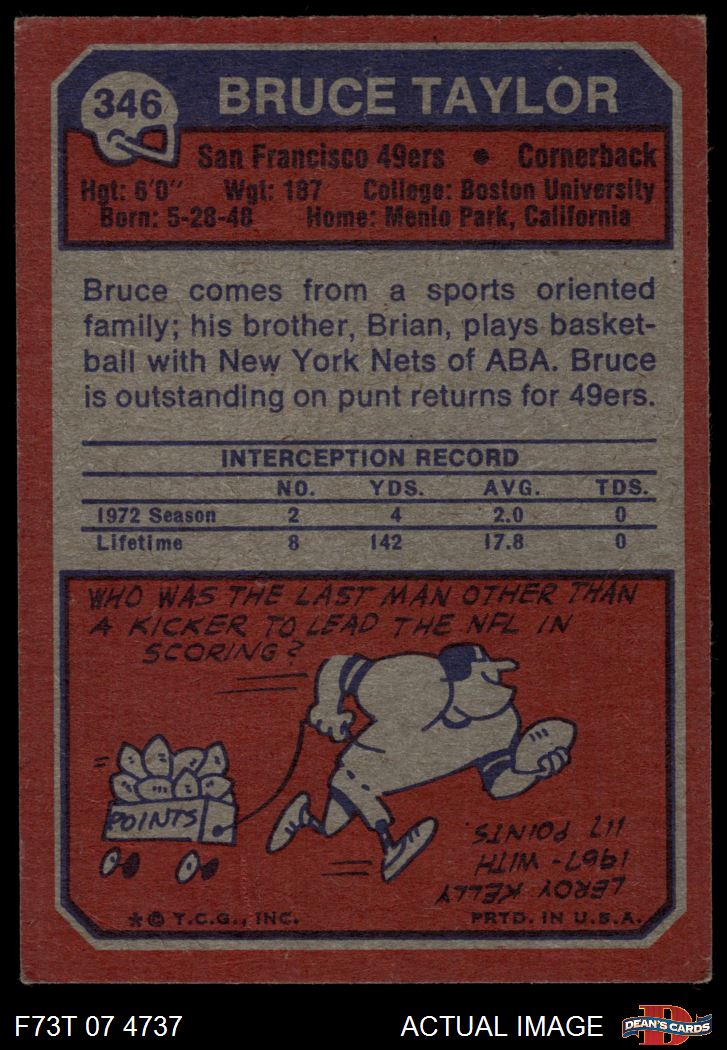 346
BRUCE TAYLOR
San Francisco 49ers • Cornerback
Hgt: 6'0" Wgt: 187 College: Boston University
Born: 5-28-48 Home: Menlo Park, California
Bruce comes from a sports oriented
family; his brother, Brian, plays basket-
ball with New York Nets of ABA. Bruce
is outstanding on punt returns for 49ers.
INTERCEPTION RECORD
NO. YDS. AVG. TDS.
1972 Season 2 4 2.0 0
Lifetime 8 142 17.8 0
WHO WAS THE LAST MAN OTHER THAN
A KICKER TO LEAD THE NFL IN
SCORING?
POINTS
LEROY KELLY
1967 - WITH
117 POINTS.
*© T.C.G., INC. PRTD. IN U.S.A.
F73T 07 4737 ACTUAL IMAGE
D
DEAN'S CARDS